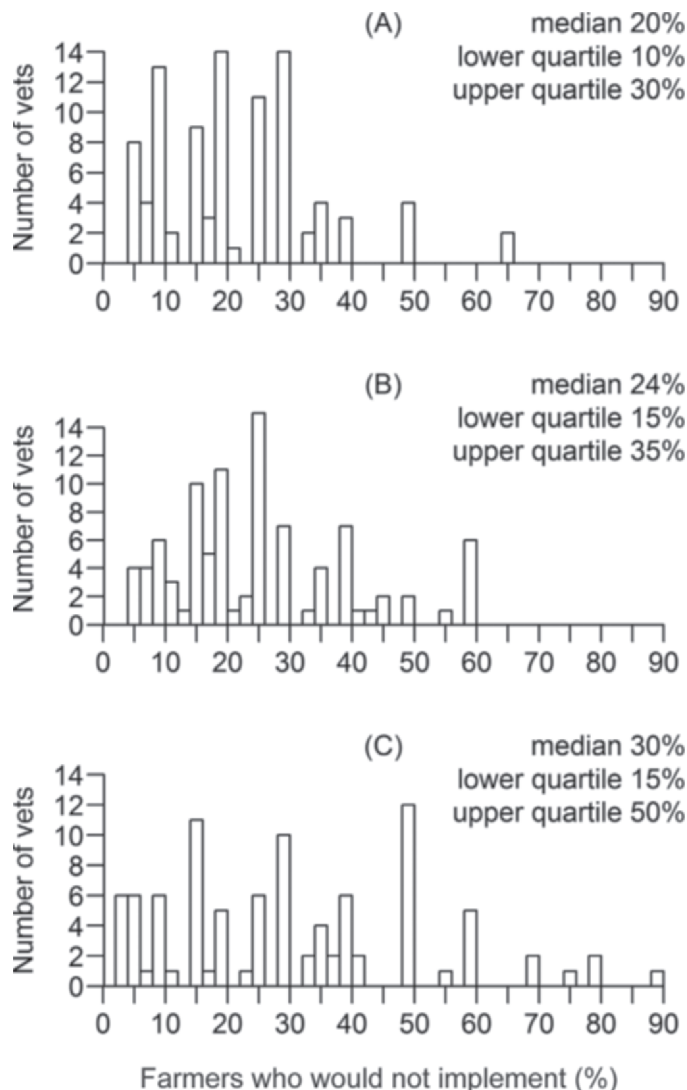 (A)
median 20%
lower quartile 10%
upper quartile 30%
Number of vets
14
12
10
8
6
4
2
0
0 10 20 30 40 50 60 70 80 90
(B)
median 24%
lower quartile 15%
upper quartile 35%
Number of vets
14
12
10
8
6
4
2
0
0 10 20 30 40 50 60 70 80 90
(C)
median 30%
lower quartile 15%
upper quartile 50%
Number of vets
14
12
10
8
6
4
2
0
0 10 20 30 40 50 60 70 80 90
Farmers who would not implement (%)